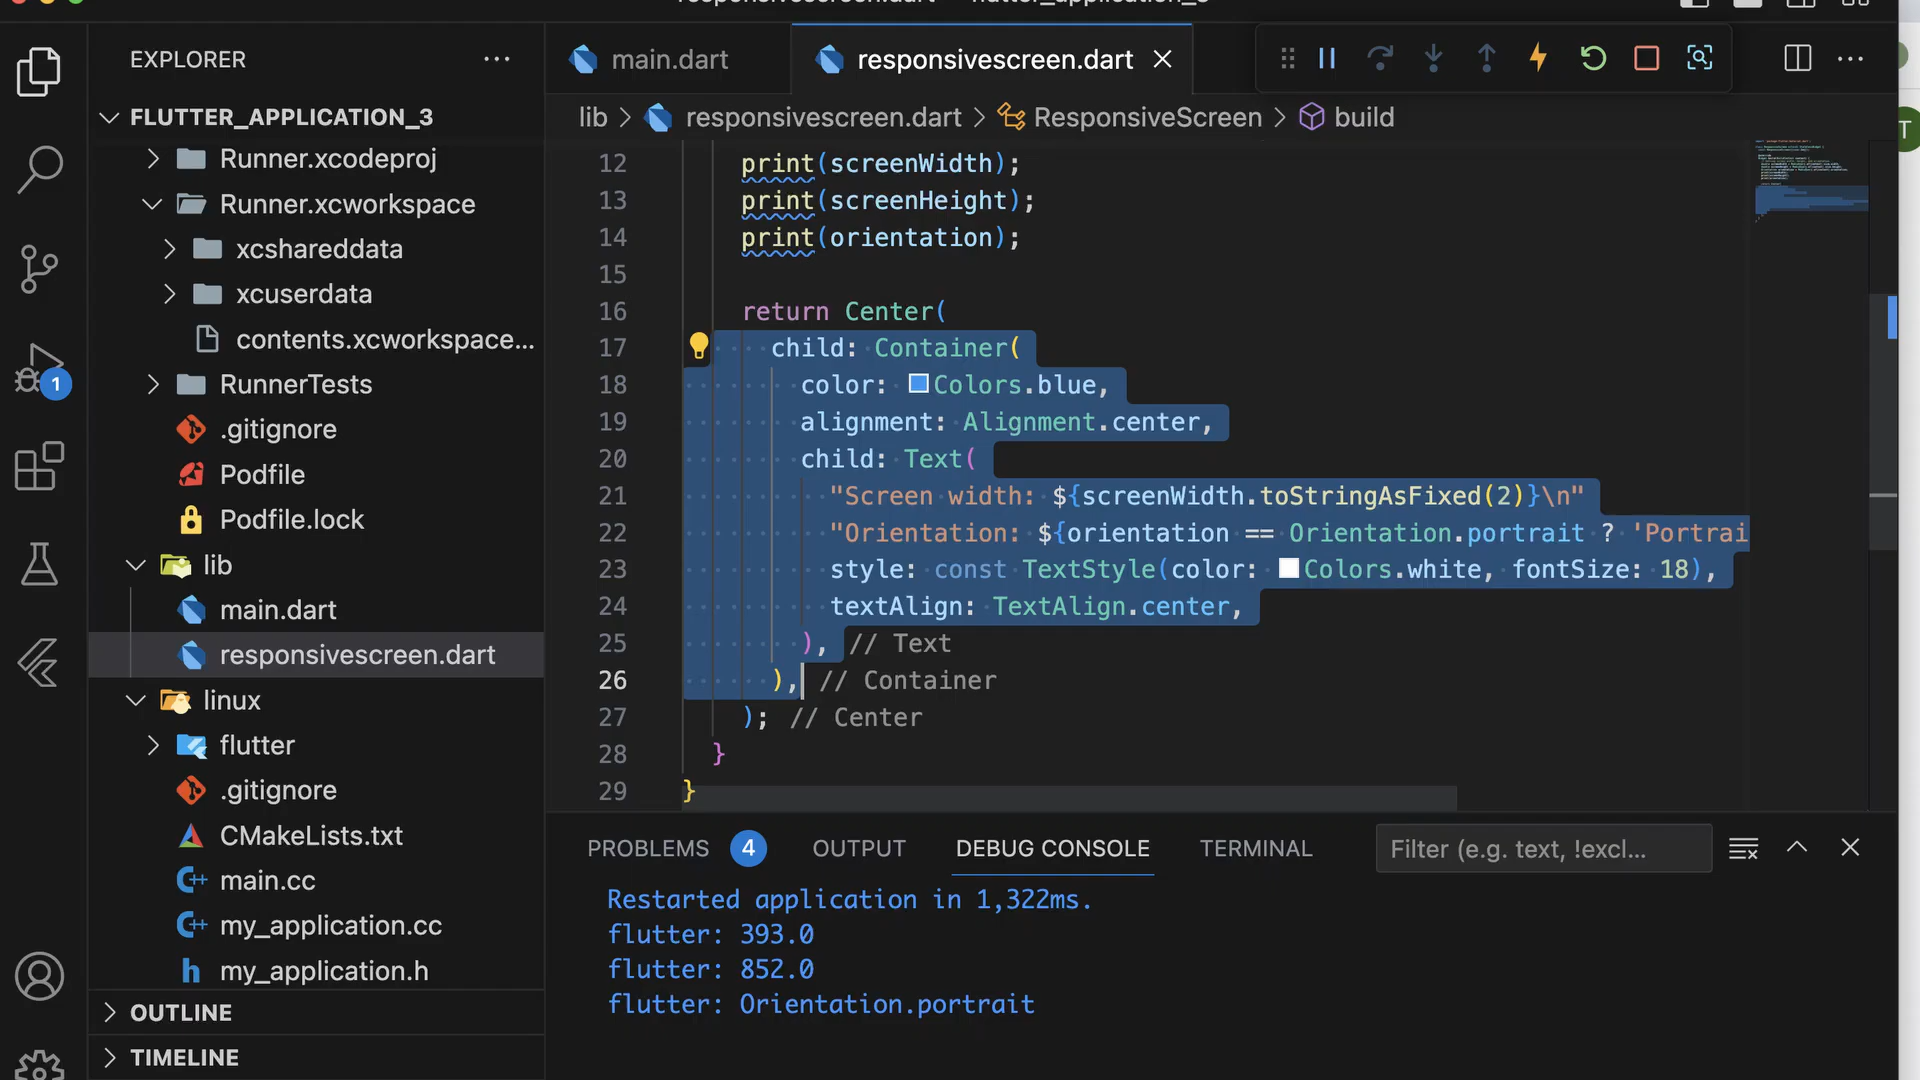 EXPLORER
FLUTTER_APPLICATION_3
Runner.xcodeproj
Runner.xcworkspace
xcshareddata
xcuserdata
contents.xcworkspace...
RunnerTests
.gitignore
Podfile
Podfile.lock
lib
main.dart
responsivescreen.dart
linux
flutter
.gitignore
CMakeLists.txt
main.cc
my_application.cc
my_application.h
OUTLINE
TIMELINE
1
main.dart
responsivescreen.dart
lib > responsivescreen.dart > ResponsiveScreen > build
12 print(screenWidth);
13 print(screenHeight);
14 print(orientation);
15
16 return Center(
17 child: Container(
18 color: Colors.blue,
19 alignment: Alignment.center,
20 child: Text(
21 "Screen width: ${screenWidth.toStringAsFixed(2)}\n"
22 "Orientation: ${orientation == Orientation.portrait ? 'Portrai
23 style: const TextStyle(color: Colors.white, fontSize: 18),
24 textAlign: TextAlign.center,
25 ), // Text
26 ), // Container
27 ); // Center
28 }
29 }
PROBLEMS 4 OUTPUT DEBUG CONSOLE TERMINAL Filter (e.g. text, !excl...
Restarted application in 1,322ms.
flutter: 393.0
flutter: 852.0
flutter: Orientation.portrait
T